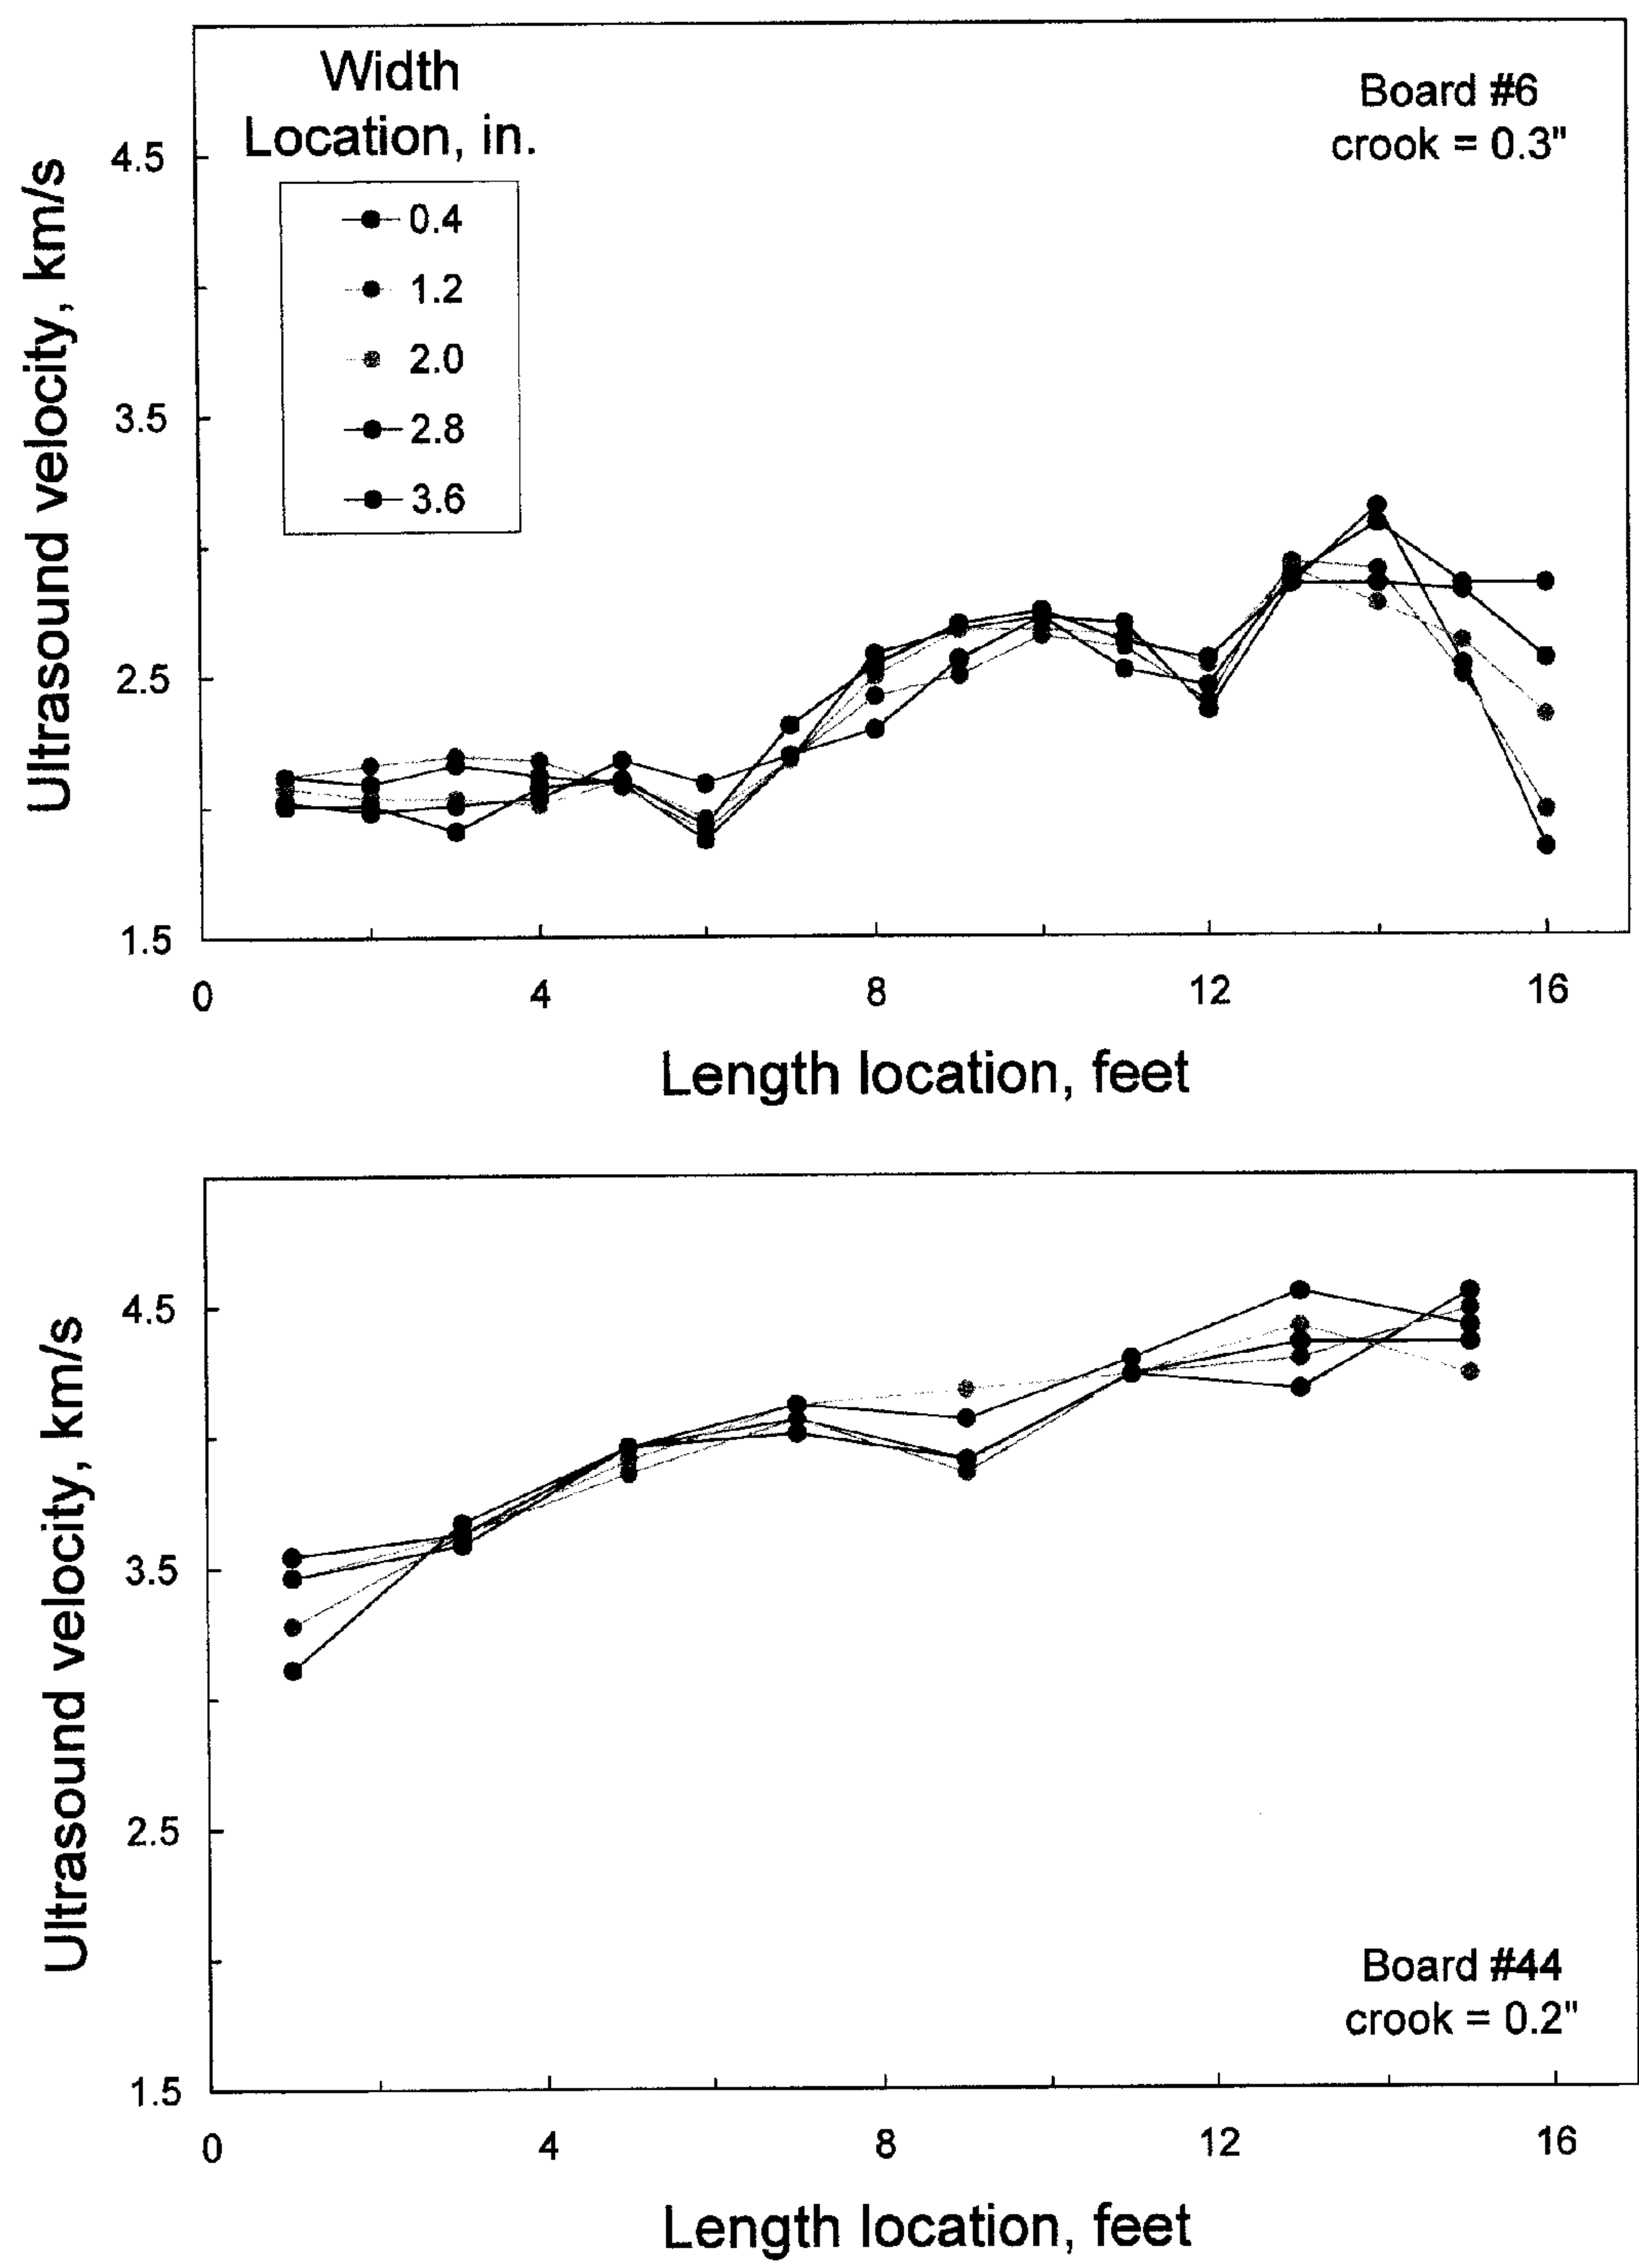 Width
Location, in.
0.4
1.2
2.0
2.8
3.6
Board #6
crook = 0.3"
Ultrasound velocity, km/s
4.5
3.5
2.5
1.5
0 4 8 12 16
Length location, feet
Ultrasound velocity, km/s
4.5
3.5
2.5
1.5
Board #44
crook = 0.2"
0 4 8 12 16
Length location, feet